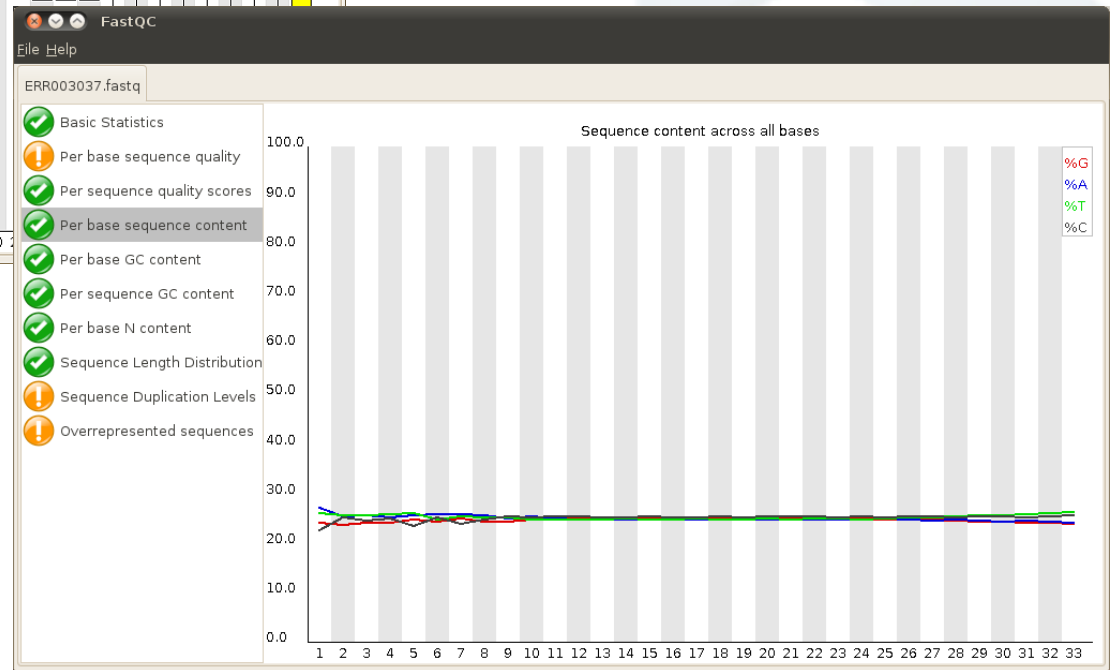 FastQC
File Help
ERR003037.fastq
Basic Statistics
Per base sequence quality
Per sequence quality scores
Per base sequence content
Per base GC content
Per sequence GC content
Per base N content
Sequence Length Distribution
Sequence Duplication Levels
Overrepresented sequences
Sequence content across all bases
100.0
90.0
80.0
70.0
60.0
50.0
40.0
30.0
20.0
10.0
0.0
%G
%A
%T
%C
1 2 3 4 5 6 7 8 9 10 11 12 13 14 15 16 17 18 19 20 21 22 23 24 25 26 27 28 29 30 31 32 33